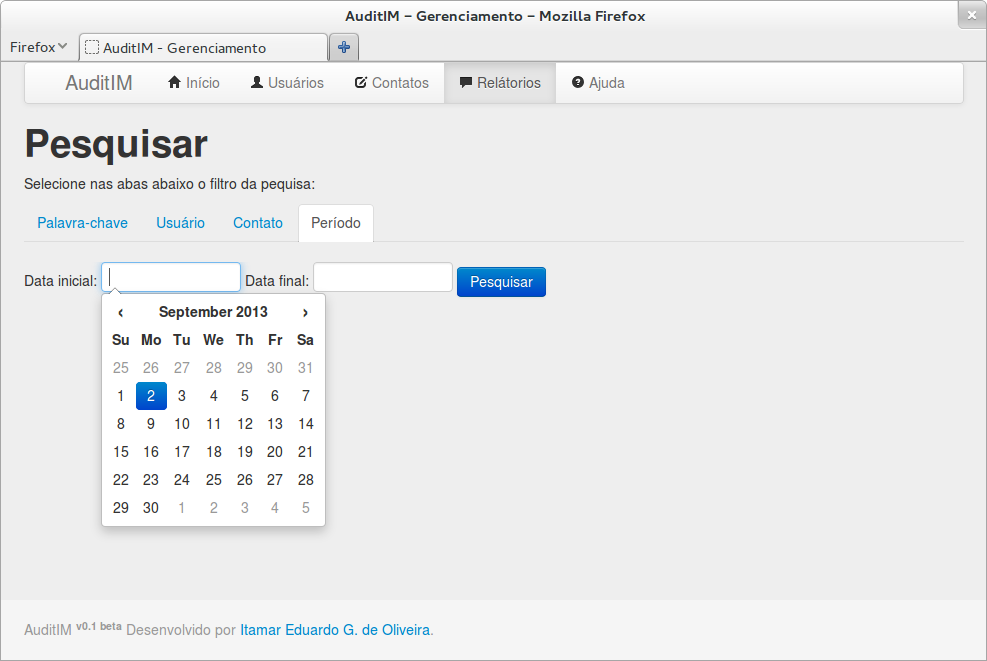 AuditIM – Gerenciamento – Mozilla Firefox
Firefox AuditIM - Gerenciamento
AuditIM Início Usuários Contatos Relátorios Ajuda
Pesquisar
Selecione nas abas abaixo o filtro da pequisa:
Palavra-chave Usuário Contato Período
Data inicial: Data final: Pesquisar
‹ September 2013 ›
Su Mo Tu We Th Fr Sa
25 26 27 28 29 30 31
1 2 3 4 5 6 7
8 9 10 11 12 13 14
15 16 17 18 19 20 21
22 23 24 25 26 27 28
29 30 1 2 3 4 5
AuditIM v0.1 beta Desenvolvido por Itamar Eduardo G. de Oliveira.